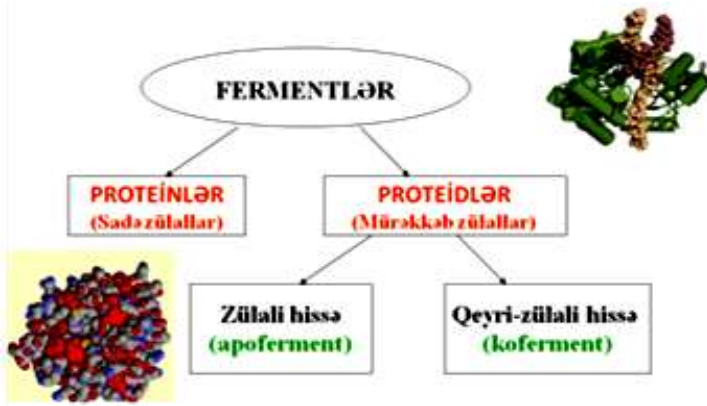 FERMENTLƏR
PROTEİNLƏR
(Sadə zülallar)
PROTEİDLƏR
(Mürəkkəb zülallar)
Zülali hissə
(apoferment)
Qeyri-zülali hissə
(koferment)